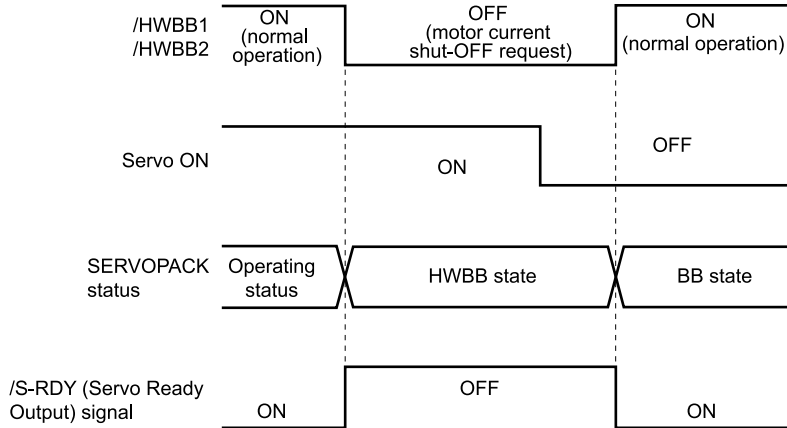 /HWBB1
/HWBB2
ON
(normal
operation)
OFF
(motor current
shut-OFF request)
ON
(normal operation)
Servo ON
ON
OFF
SERVOPACK
status
Operating
status
HWBB state
BB state
/S-RDY (Servo Ready
Output) signal
ON
OFF
ON